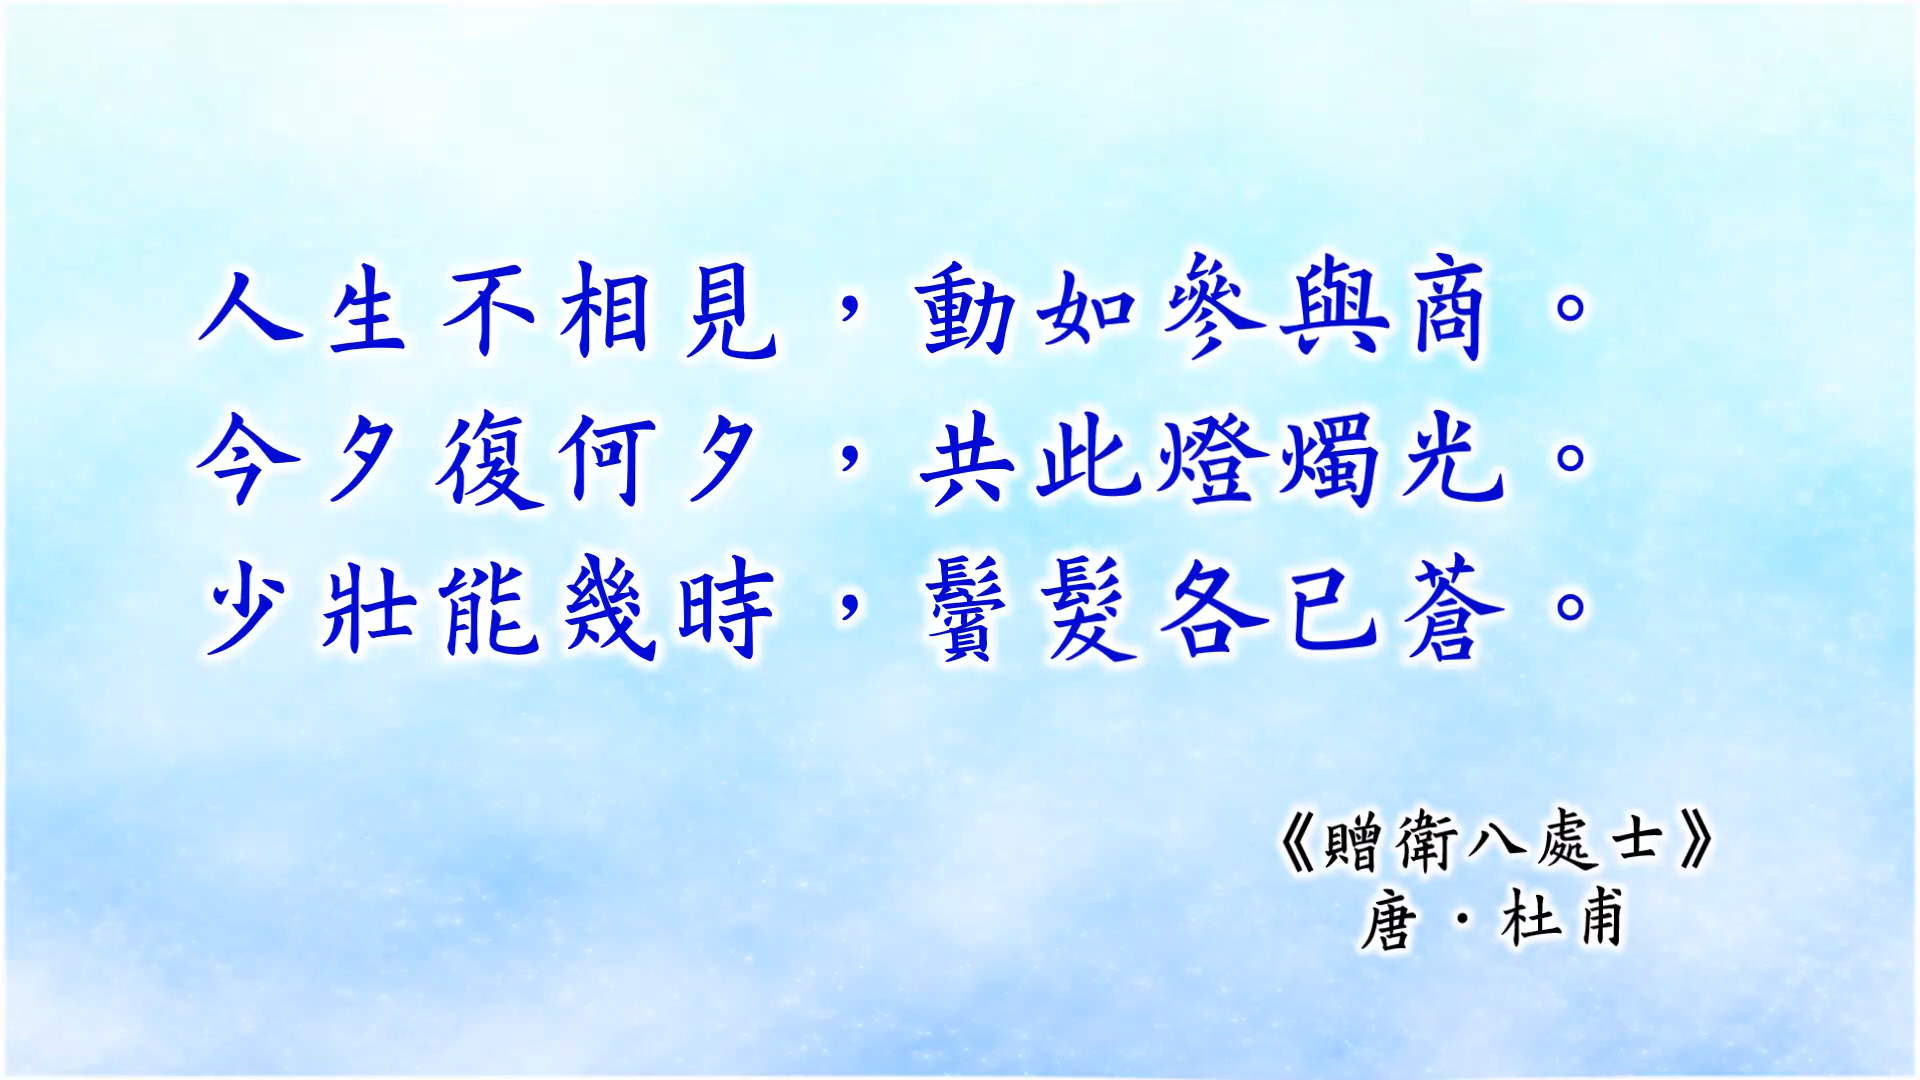 人生不相見，動如參與商。
今夕復何夕，共此燈燭光。
少壯能幾時，鬢髮各已蒼。
《贈衛八處士》
唐．杜甫